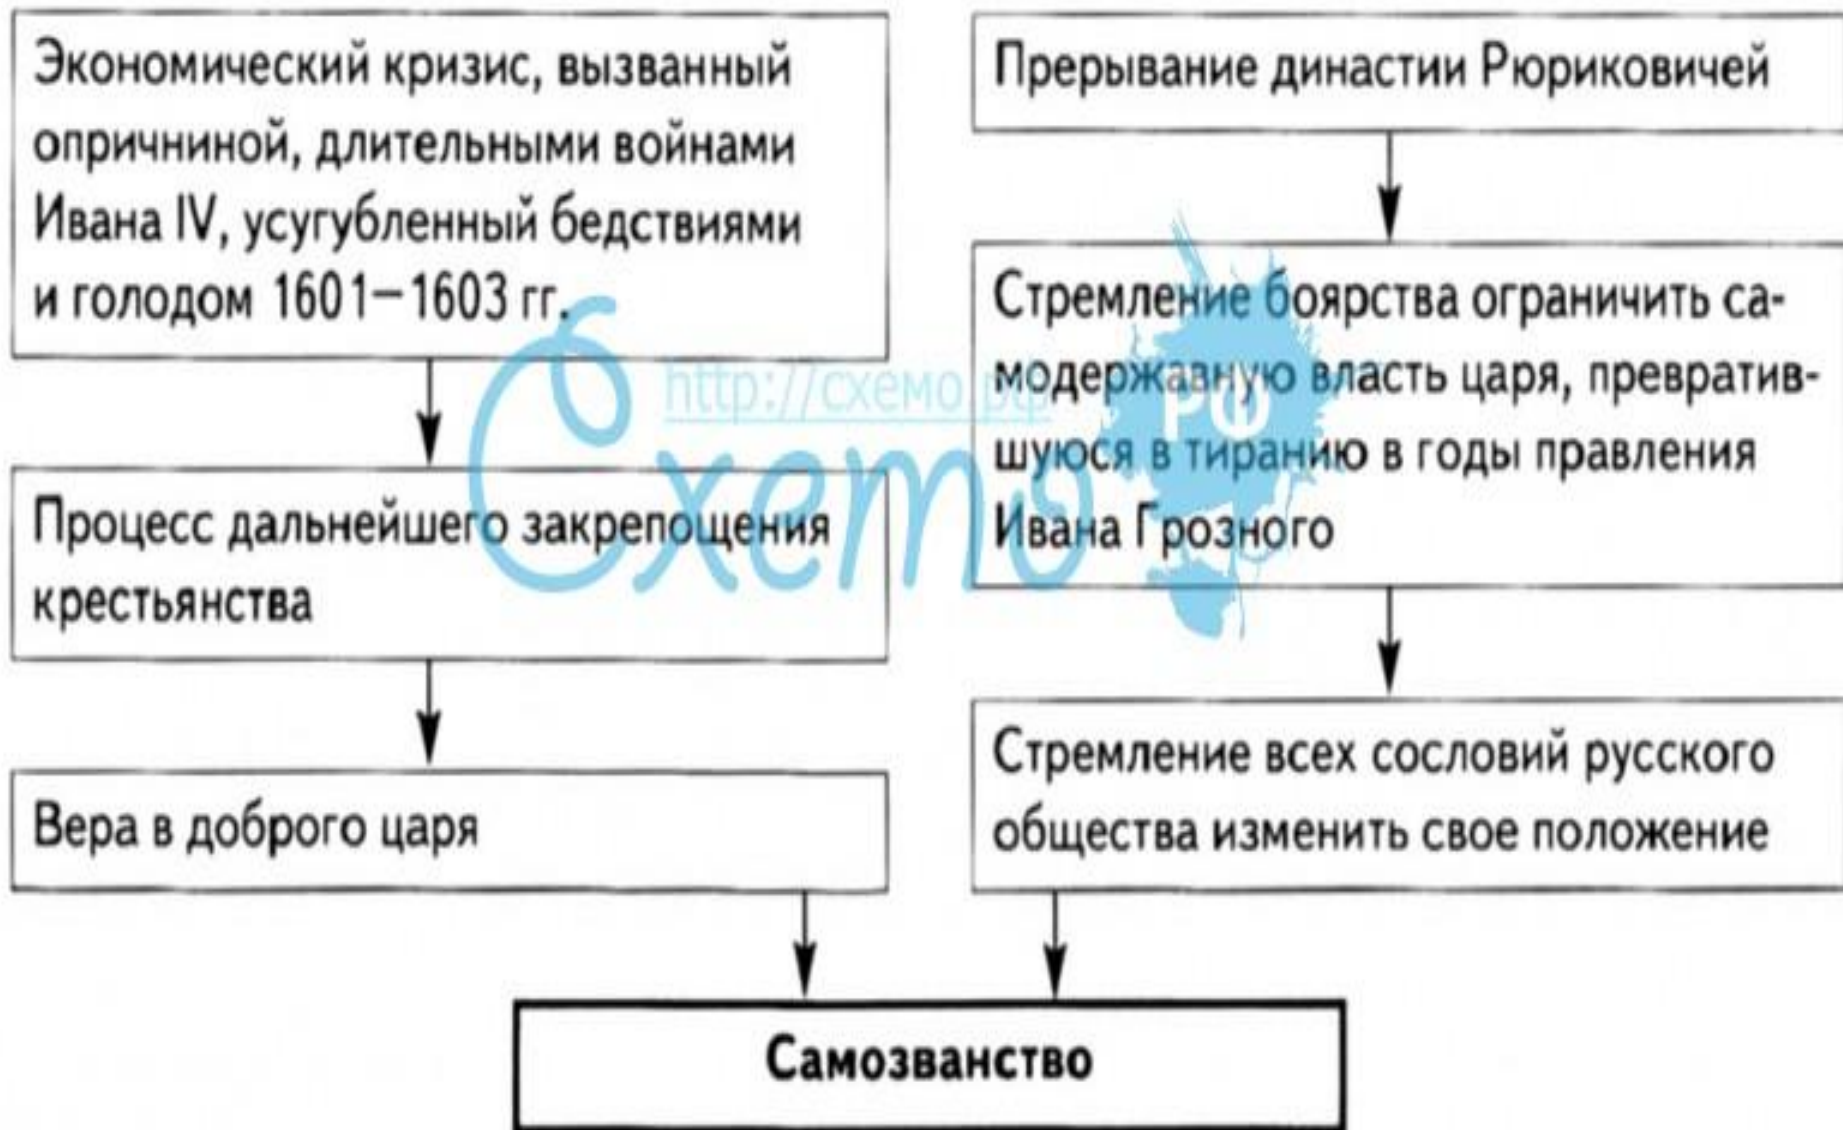 Экономический кризис, вызванный
опричниной, длительными войнами
Ивана IV, усугубленный бедствиями
и голодом 1601—1603 гг.
Процесс дальнейшего закрепощения
крестьянства
Вера в доброго царя
Прерывание династии Рюриковичей
Стремление боярства ограничить са-
модержавную власть царя, превратив-
шуюся в тиранию в годы правления
Ивана Грозного
Стремление всех сословий русского
общества изменить свое положение
Самозванство
http://схемо.рф
Схемо
РФ